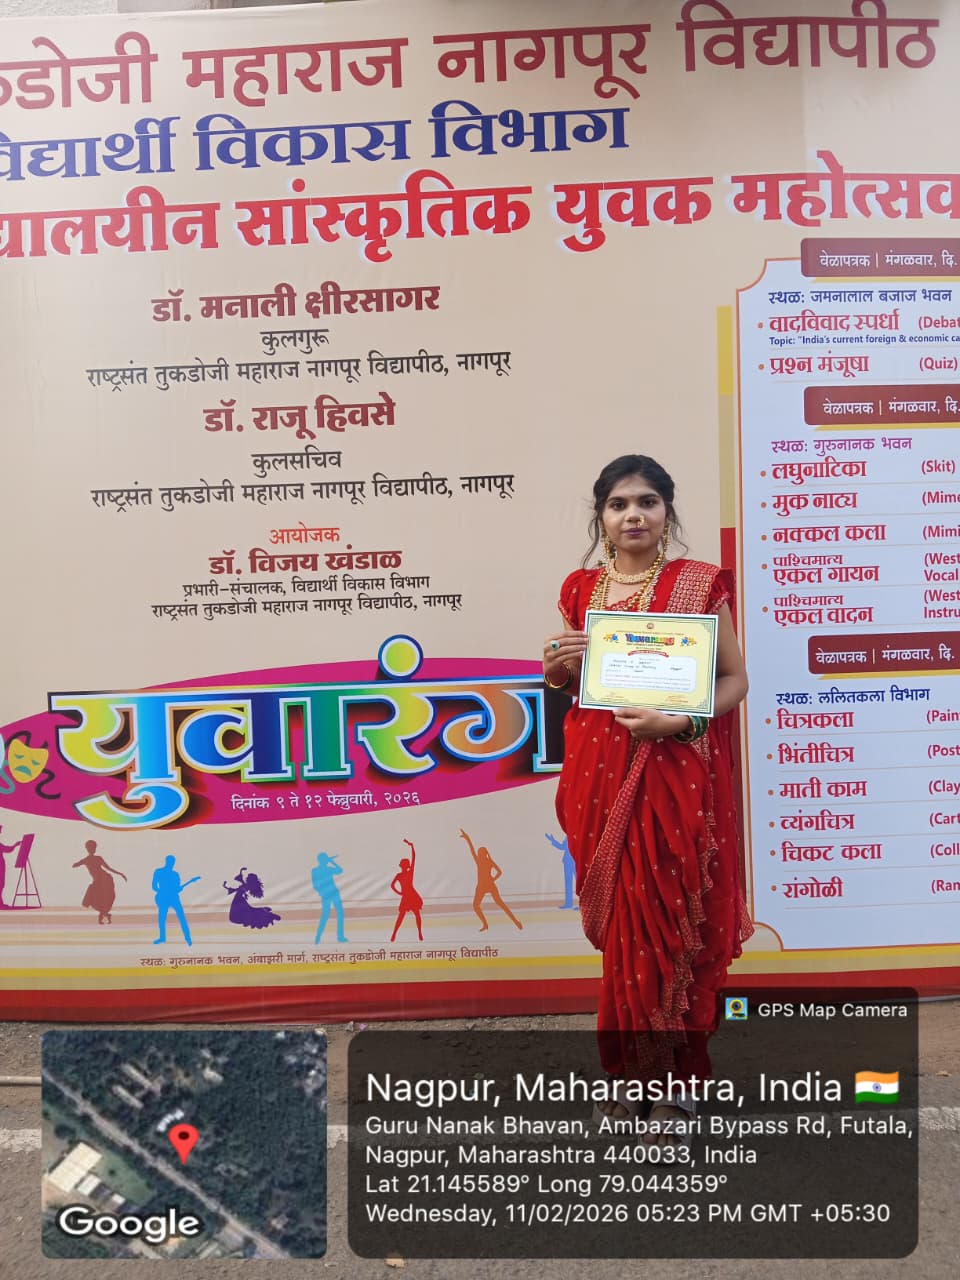 तुकडोजी महाराज नागपूर विद्यापीठ
विद्यार्थी विकास विभाग
सांस्कृतिक युवक महोत्सव
डॉ. मनाली क्षीरसागर
कुलगुरू
राष्ट्रसंत तुकडोजी महाराज नागपूर विद्यापीठ, नागपूर
डॉ. राजू हिवसे
कुलसचिव
राष्ट्रसंत तुकडोजी महाराज नागपूर विद्यापीठ, नागपूर
आयोजक
डॉ. विजय खंडाळ
प्रभारी-संचालक, विद्यार्थी विकास विभाग
राष्ट्रसंत तुकडोजी महाराज नागपूर विद्यापीठ, नागपूर
युवारंग
दिनांक ९ ते १२ फेब्रुवारी, २०२६
स्थळ: गुरुनानक भवन, अंबाझरी मार्ग, राष्ट्रसंत तुकडोजी महाराज नागपूर विद्यापीठ
वेळापत्रक | मंगळवार, दि.
स्थळ: जमनालाल बजाज भवन
• वादविवाद स्पर्धा (Debat
Topic: "India's current foreign & economic ca
• प्रश्न मंजूषा (Quiz)
वेळापत्रक | मंगळवार, दि.
स्थळ: गुरुनानक भवन
• लघुनाटिका (Skit)
• मुक नाट्य (Mime
• नक्कल कला (Mimi
• पाश्चिमात्य (West
एकल गायन Vocal
• पाश्चिमात्य (West
एकल वादन Instru
वेळापत्रक | मंगळवार, दि.
स्थळ: ललितकला विभाग
• चित्रकला (Pain
• भिंतीचित्र (Post
• माती काम (Clay
• व्यंगचित्र (Cart
• चिकट कला (Coll
• रांगोळी (Ran
GPS Map Camera
Nagpur, Maharashtra, India
Guru Nanak Bhavan, Ambazari Bypass Rd, Futala,
Nagpur, Maharashtra 440033, India
Lat 21.145589° Long 79.044359°
Wednesday, 11/02/2026 05:23 PM GMT +05:30
Google